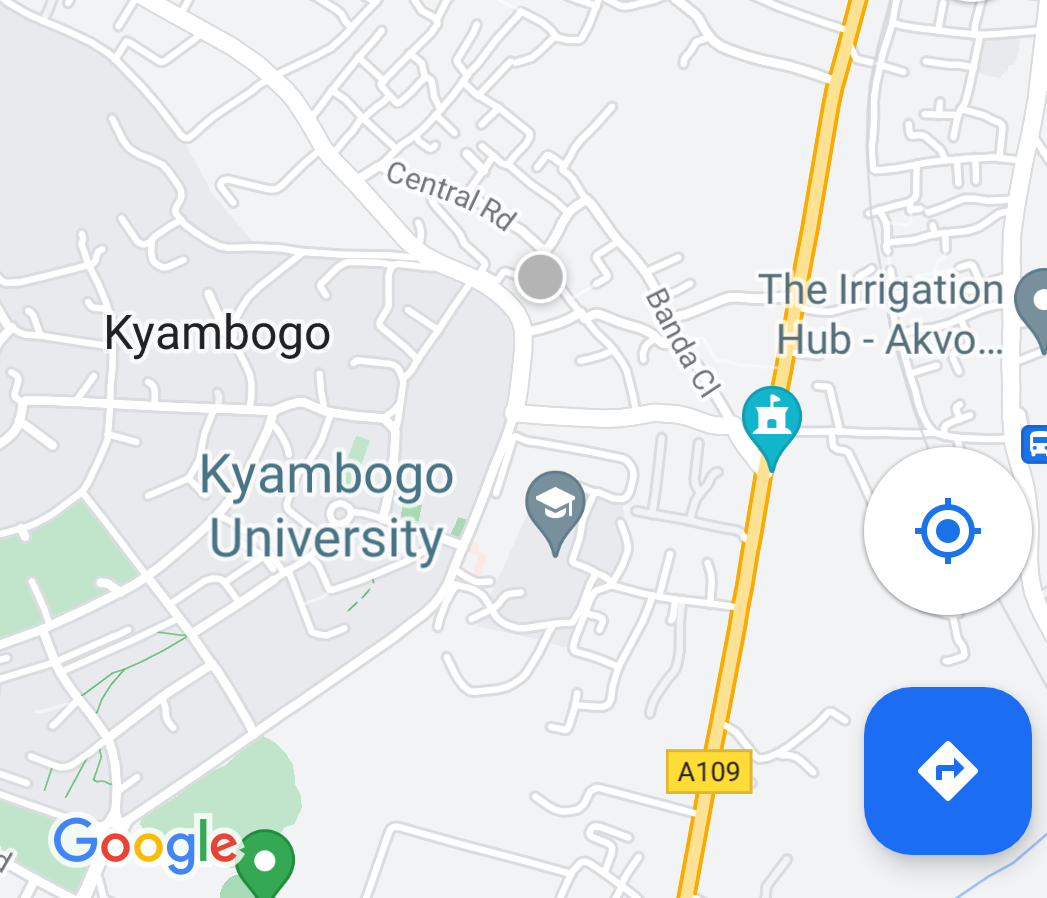 Central Rd
The Irrigation
Hub - Akvo...
Banda Cl
Kyambogo
Kyambogo
University
A109
Google